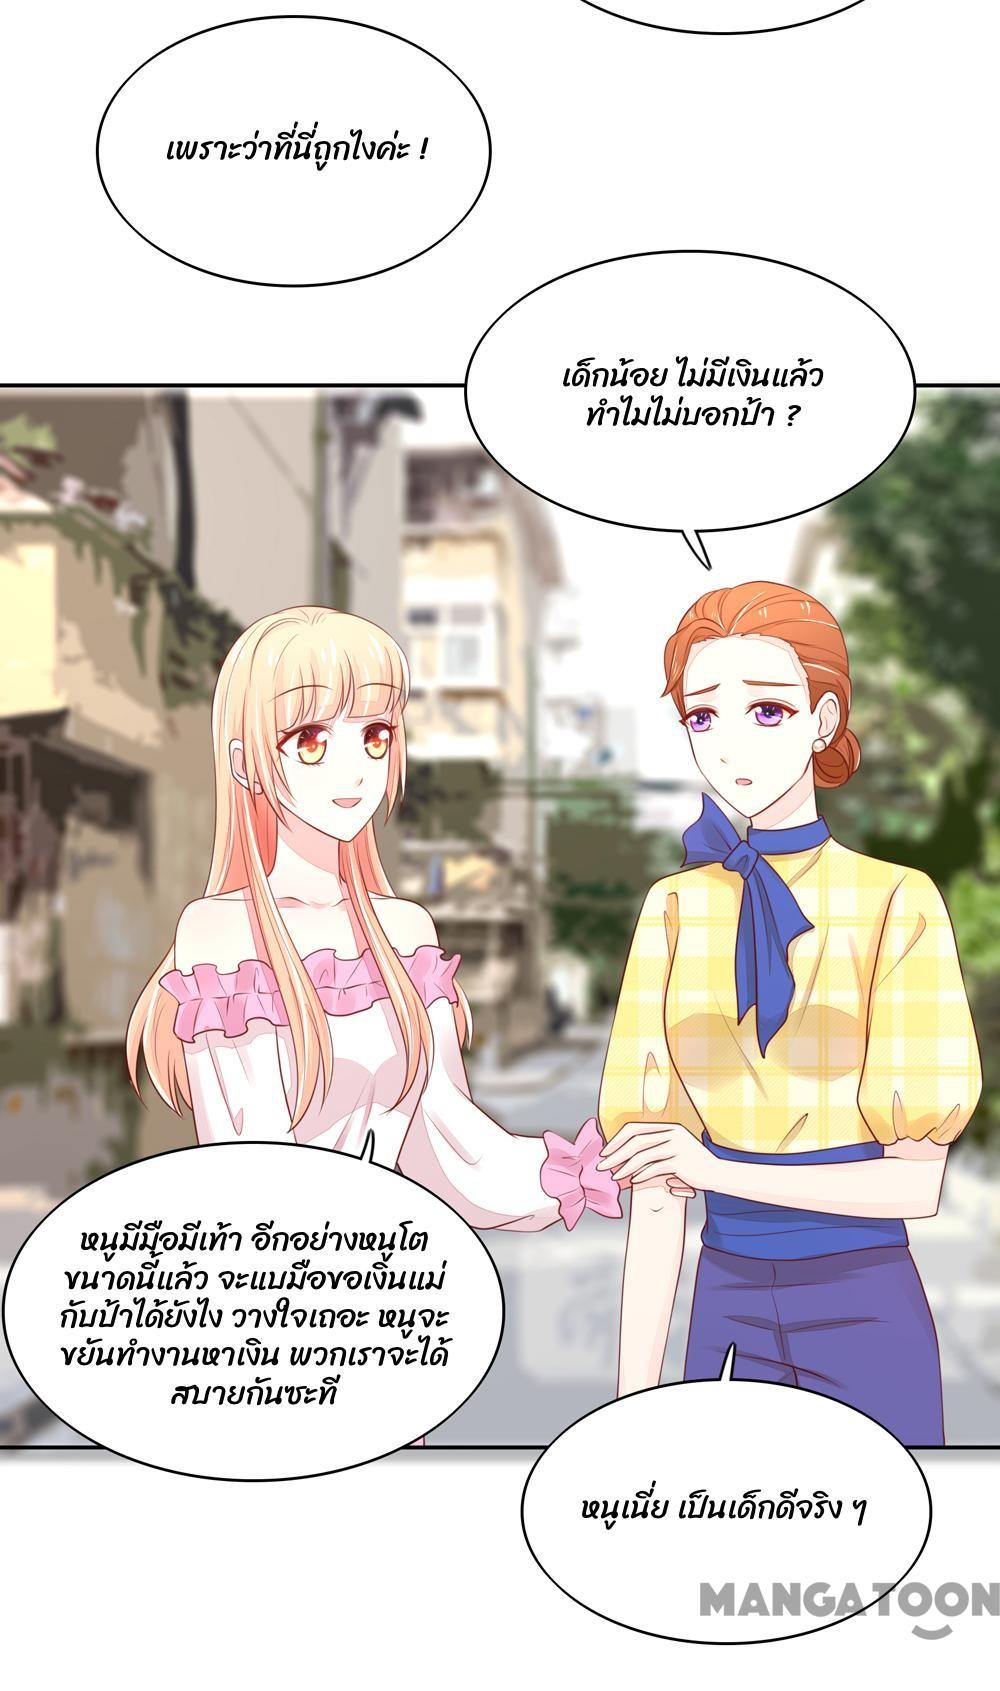 เพราะว่าที่นี่ถูกไงค่ะ !
เด็กน้อย ไม่มีเงินแล้ว
ทำไมไม่บอกป้า ?
หนูมีมือมีเท้า อีกอย่างหนูโต
ขนาดนี้แล้ว จะแบมือขอเงินแม่
กับป้าได้ยังไง วางใจเถอะ หนูจะ
ขยันทำงานหาเงิน พวกเราจะได้
สบายกันซะที
หนูเนี่ย เป็นเด็กดีจริง ๆ
MANGATOON